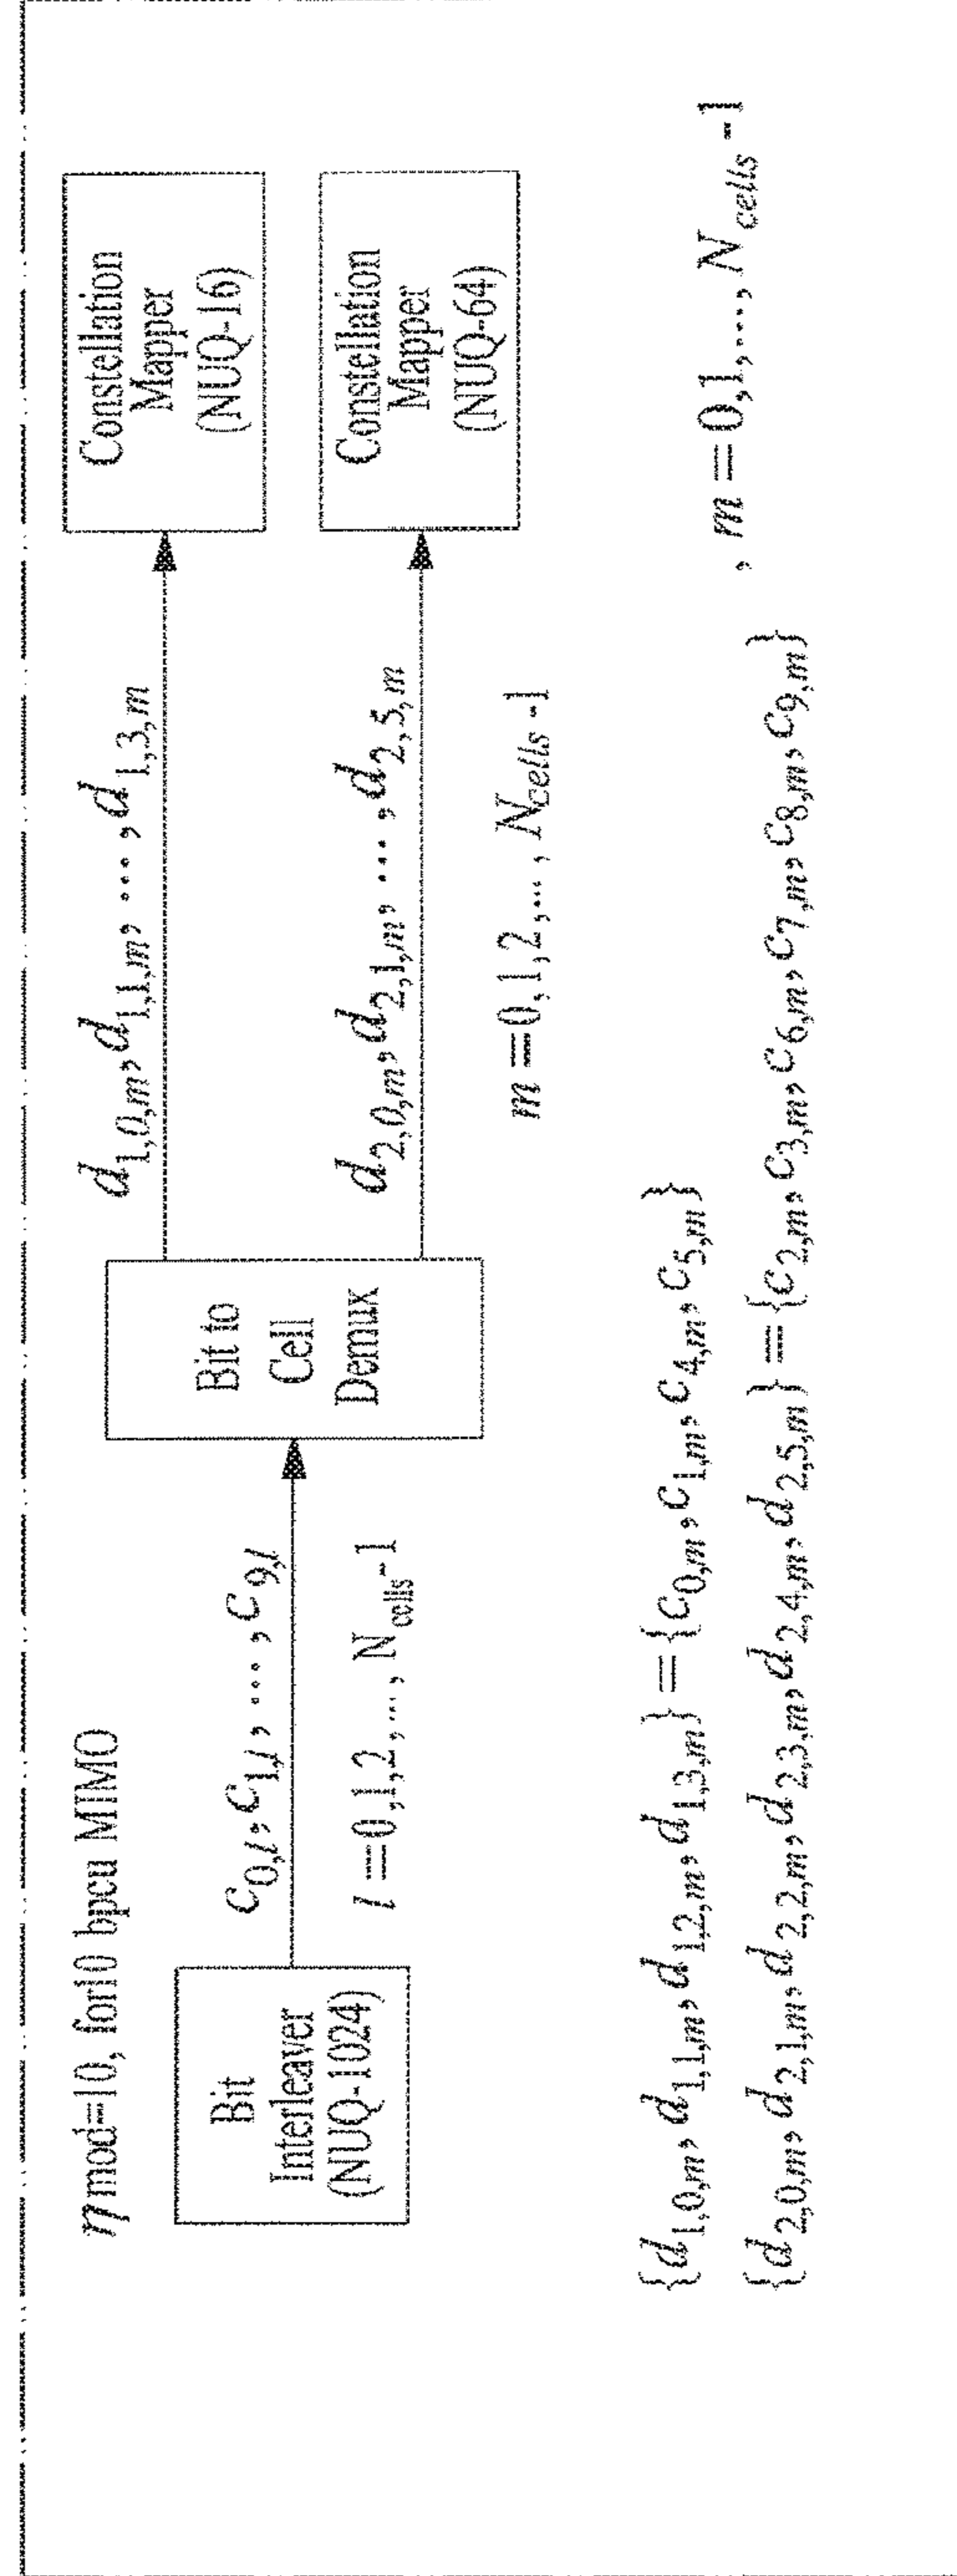 η mod=10, for10 bpcu MIMO
Bit
Interleaver
(NUQ-1024)
c0,l, c1,l, ..., c9,l
l =0,1,2,..., Ncells-1
Bit to
Cell
Demux
d1,0,m, d1,1,m, ..., d1,3,m
d2,0,m, d2,1,m, ..., d2,5,m
m =0,1,2,..., Ncells -1
Constellation
Mapper
(NUQ-16)
Constellation
Mapper
(NUQ-64)
{d1,0,m, d1,1,m, d1,2,m, d1,3,m} = {c0,m, c1,m, c4,m, c5,m}
{d2,0,m, d2,1,m, d2,2,m, d2,3,m, d2,4,m, d2,5,m} = {c2,m, c3,m, c6,m, c7,m, c8,m, c9,m}
, m = 0,1,..., Ncells -1